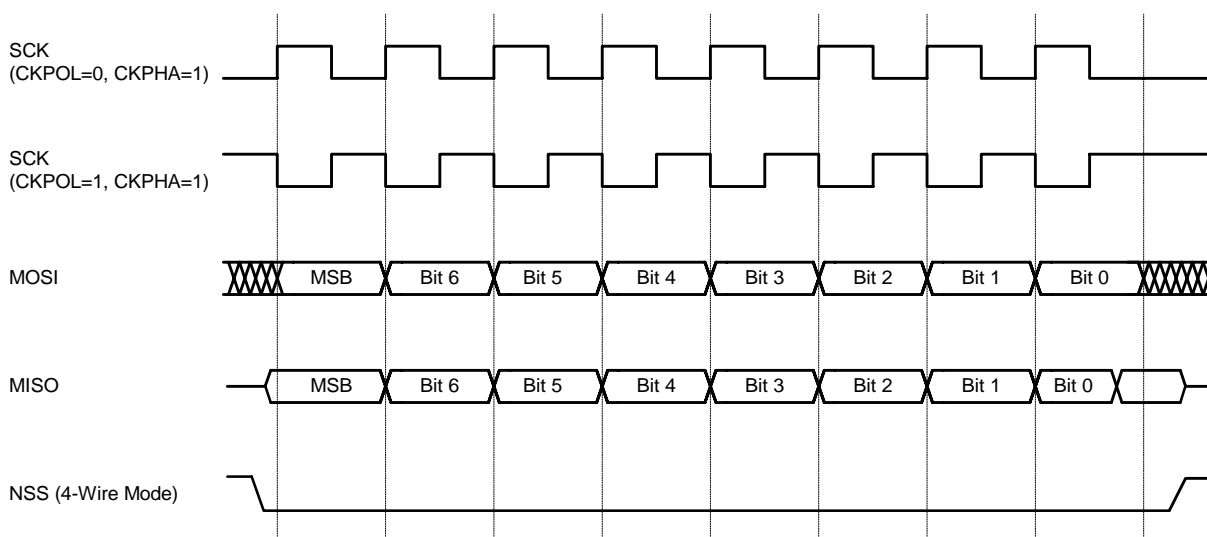 SCK
(CKPOL=0, CKPHA=1)
SCK
(CKPOL=1, CKPHA=1)
MOSI
MSB Bit 6 Bit 5 Bit 4 Bit 3 Bit 2 Bit 1 Bit 0
MISO
MSB Bit 6 Bit 5 Bit 4 Bit 3 Bit 2 Bit 1 Bit 0
NSS (4-Wire Mode)